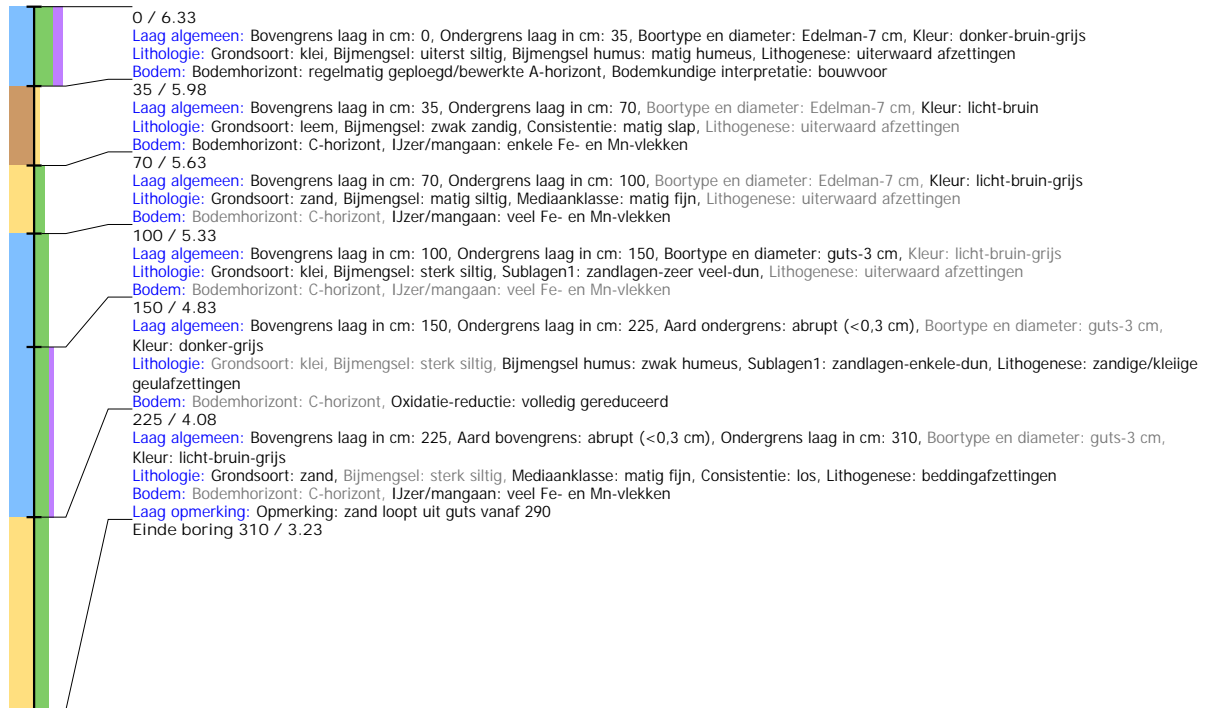 0 / 6.33
Laag algemeen: Bovengrens laag in cm: 0, Ondergrens laag in cm: 35, Boortype en diameter: Edelman-7 cm, Kleur: donker-bruin-grijs
Lithologie: Grondsoort: klei, Bijmengsel: uiterst siltig, Bijmengsel humus: matig humeus, Lithogenese: uiterwaard afzettingen
Bodem: Bodemhorizont: regelmatig geploegd/bewerkte A-horizont, Bodemkundige interpretatie: bouwvoor
35 / 5.98
Laag algemeen: Bovengrens laag in cm: 35, Ondergrens laag in cm: 70, Boortype en diameter: Edelman-7 cm, Kleur: licht-bruin
Lithologie: Grondsoort: leem, Bijmengsel: zwak zandig, Consistentie: matig slap, Lithogenese: uiterwaard afzettingen
Bodem: Bodemhorizont: C-horizont, IJzer/mangaan: enkele Fe- en Mn-vlekken
70 / 5.63
Laag algemeen: Bovengrens laag in cm: 70, Ondergrens laag in cm: 100, Boortype en diameter: Edelman-7 cm, Kleur: licht-bruin-grijs
Lithologie: Grondsoort: zand, Bijmengsel: matig siltig, Mediaanklasse: matig fijn, Lithogenese: uiterwaard afzettingen
Bodem: Bodemhorizont: C-horizont, IJzer/mangaan: veel Fe- en Mn-vlekken
100 / 5.33
Laag algemeen: Bovengrens laag in cm: 100, Ondergrens laag in cm: 150, Boortype en diameter: guts-3 cm, Kleur: licht-bruin-grijs
Lithologie: Grondsoort: klei, Bijmengsel: sterk siltig, Sublagen1: zandlagen-zeer veel-dun, Lithogenese: uiterwaard afzettingen
Bodem: Bodemhorizont: C-horizont, IJzer/mangaan: veel Fe- en Mn-vlekken
150 / 4.83
Laag algemeen: Bovengrens laag in cm: 150, Ondergrens laag in cm: 225, Aard ondergrens: abrupt (<0,3 cm), Boortype en diameter: guts-3 cm,
Kleur: donker-grijs
Lithologie: Grondsoort: klei, Bijmengsel: sterk siltig, Bijmengsel humus: zwak humeus, Sublagen1: zandlagen-enkele-dun, Lithogenese: zandige/kleiige
geulafzettingen
Bodem: Bodemhorizont: C-horizont, Oxidatie-reductie: volledig gereduceerd
225 / 4.08
Laag algemeen: Bovengrens laag in cm: 225, Aard bovengrens: abrupt (<0,3 cm), Ondergrens laag in cm: 310, Boortype en diameter: guts-3 cm,
Kleur: licht-bruin-grijs
Lithologie: Grondsoort: zand, Bijmengsel: sterk siltig, Mediaanklasse: matig fijn, Consistentie: los, Lithogenese: beddingafzettingen
Bodem: Bodemhorizont: C-horizont, IJzer/mangaan: veel Fe- en Mn-vlekken
Laag opmerking: Opmerking: zand loopt uit guts vanaf 290
Einde boring 310 / 3.23